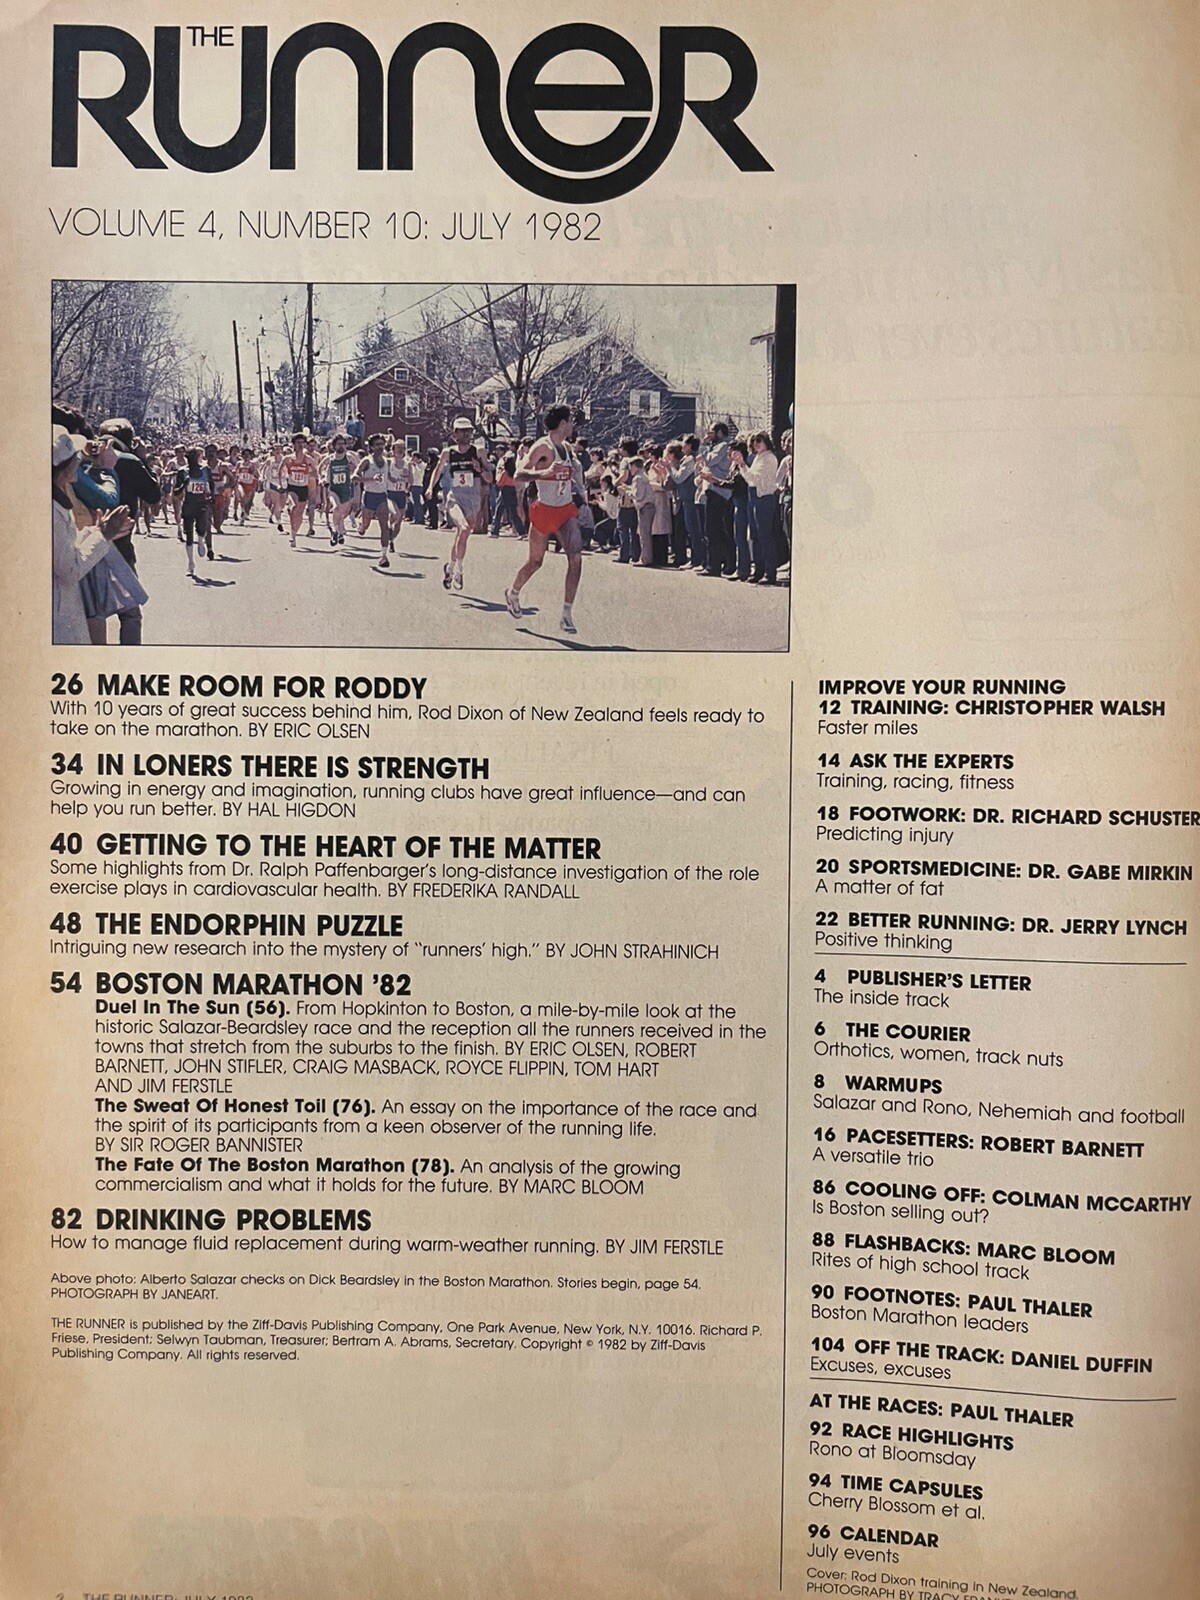 THE
RUNNER
VOLUME 4, NUMBER 10: JULY 1982
126
3
2
26 MAKE ROOM FOR RODDY
With 10 years of great success behind him, Rod Dixon of New Zealand feels ready to
take on the marathon. BY ERIC OLSEN
34 IN LONERS THERE IS STRENGTH
Growing in energy and imagination, running clubs have great influence—and can
help you run better. BY HAL HIGDON
40 GETTING TO THE HEART OF THE MATTER
Some highlights from Dr. Ralph Paffenbarger's long-distance investigation of the role
exercise plays in cardiovascular health. BY FREDERIKA RANDALL
48 THE ENDORPHIN PUZZLE
Intriguing new research into the mystery of "runners' high." BY JOHN STRAHINICH
54 BOSTON MARATHON '82
Duel In The Sun (56). From Hopkinton to Boston, a mile-by-mile look at the
historic Salazar-Beardsley race and the reception all the runners received in the
towns that stretch from the suburbs to the finish. BY ERIC OLSEN, ROBERT
BARNETT, JOHN STIFLER, CRAIG MASBACK, ROYCE FLIPPIN, TOM HART
AND JIM FERSTLE
The Sweat Of Honest Toil (76). An essay on the importance of the race and
the spirit of its participants from a keen observer of the running life.
BY SIR ROGER BANNISTER
The Fate Of The Boston Marathon (78). An analysis of the growing
commercialism and what it holds for the future. BY MARC BLOOM
82 DRINKING PROBLEMS
How to manage fluid replacement during warm-weather running. BY JIM FERSTLE
Above photo: Alberto Salazar checks on Dick Beardsley in the Boston Marathon. Stories begin, page 54.
PHOTOGRAPH BY JANEART.
THE RUNNER is published by the Ziff-Davis Publishing Company, One Park Avenue, New York, N.Y. 10016. Richard P.
Friese, President; Selwyn Taubman, Treasurer; Bertram A. Abrams, Secretary. Copyright © 1982 by Ziff-Davis
Publishing Company. All rights reserved.
2 THE RUNNER: JULY 1982
IMPROVE YOUR RUNNING
12 TRAINING: CHRISTOPHER WALSH
Faster miles
14 ASK THE EXPERTS
Training, racing, fitness
18 FOOTWORK: DR. RICHARD SCHUSTER
Predicting injury
20 SPORTSMEDICINE: DR. GABE MIRKIN
A matter of fat
22 BETTER RUNNING: DR. JERRY LYNCH
Positive thinking
4 PUBLISHER'S LETTER
The inside track
6 THE COURIER
Orthotics, women, track nuts
8 WARMUPS
Salazar and Rono, Nehemiah and football
16 PACESETTERS: ROBERT BARNETT
A versatile trio
86 COOLING OFF: COLMAN MCCARTHY
Is Boston selling out?
88 FLASHBACKS: MARC BLOOM
Rites of high school track
90 FOOTNOTES: PAUL THALER
Boston Marathon leaders
104 OFF THE TRACK: DANIEL DUFFIN
Excuses, excuses
AT THE RACES: PAUL THALER
92 RACE HIGHLIGHTS
Rono at Bloomsday
94 TIME CAPSULES
Cherry Blossom et al.
96 CALENDAR
July events
Cover: Rod Dixon training in New Zealand.
PHOTOGRAPH BY TRACY